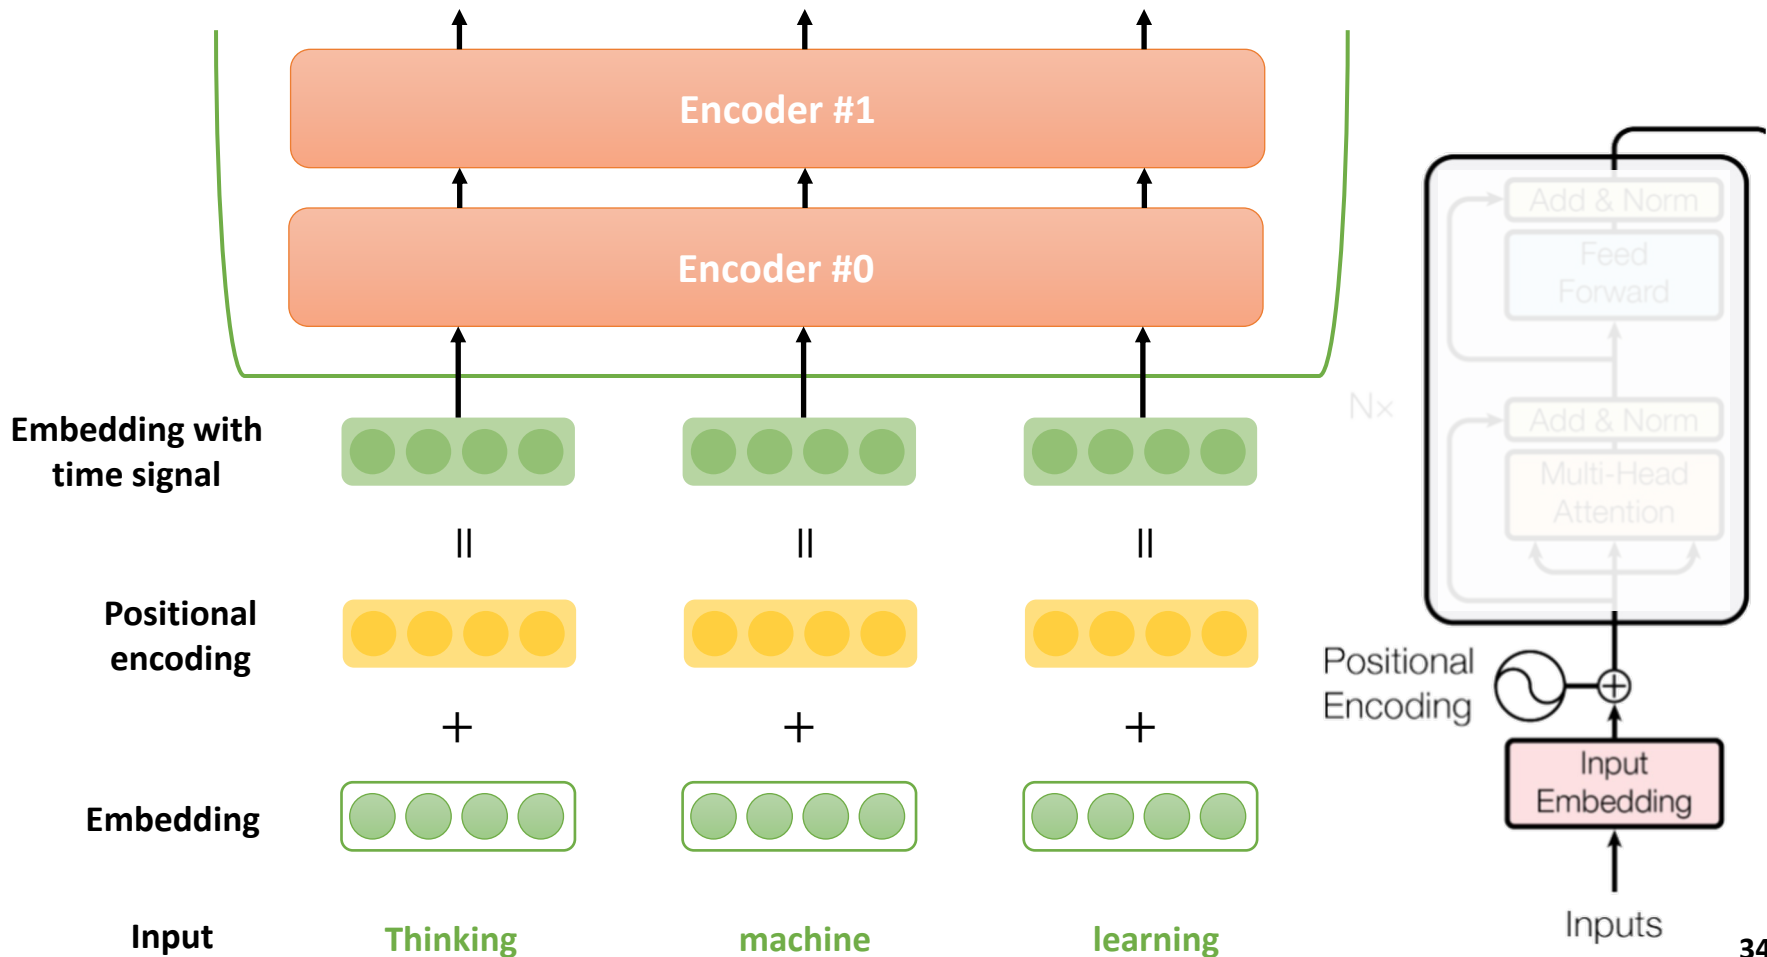 Encoder #1
Encoder #0
Embedding with
time signal
=
=
=
Positional
encoding
+
+
+
Embedding
Input
Thinking
machine
learning
Add & Norm
Feed
Forward
N×
Add & Norm
Multi-Head
Attention
Positional
Encoding
+
Input
Embedding
Inputs
34